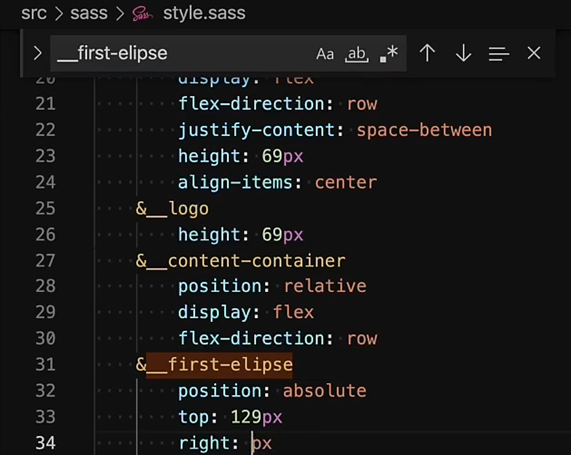 src > sass > style.sass
__first-elipse Aa ab .*
20 display: flex
21 flex-direction: row
22 justify-content: space-between
23 height: 69px
24 align-items: center
25 &__logo
26 height: 69px
27 &__content-container
28 position: relative
29 display: flex
30 flex-direction: row
31 &__first-elipse
32 position: absolute
33 top: 129px
34 right: px